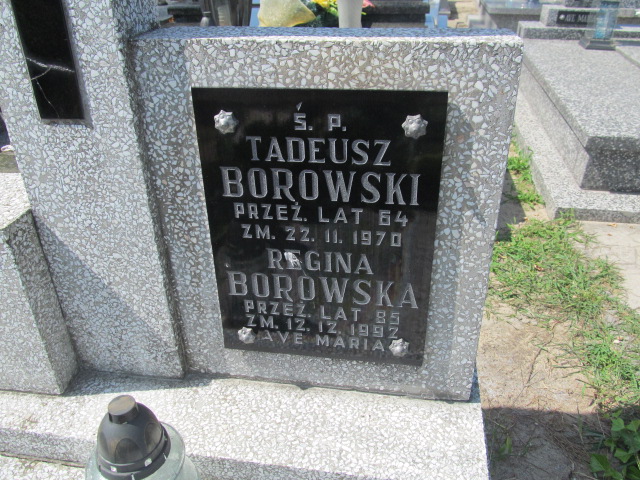 Ś. P.
TADEUSZ
BOROWSKI
PRZEŻ. LAT 64
ZM. 22. 11. 1970
REGINA
BOROWSKA
PRZEŻ. LAT 85
ZM. 12. 12. 1992
AVE MARIA